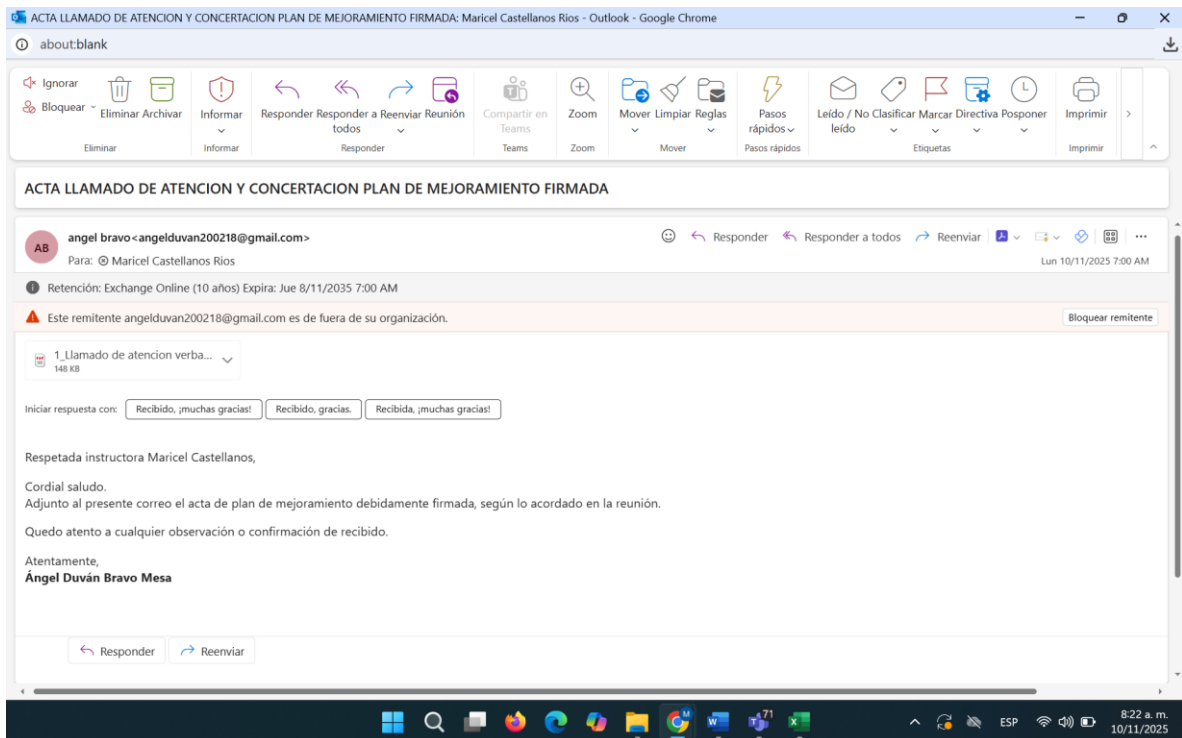 ACTA LLAMADO DE ATENCION Y CONCERTACION PLAN DE MEJORAMIENTO FIRMADA: Maricel Castellanos Rios - Outlook - Google Chrome
about:blank
Ignorar
Bloquear
Eliminar Archivar
Informar
Responder Responder a todos Reenviar Reunión
Compartir en Teams
Zoom
Mover Limpiar Reglas
Pasos rápidos
Leído / No leído Clasificar Marcar Directiva Posponer
Imprimir
Eliminar Informar Responder Teams Zoom Mover Pasos rápidos Etiquetas Imprimir
ACTA LLAMADO DE ATENCION Y CONCERTACION PLAN DE MEJORAMIENTO FIRMADA
AB
angel bravo<angelduvan200218@gmail.com>
Responder Responder a todos Reenviar
Para: Maricel Castellanos Rios
Lun 10/11/2025 7:00 AM
Retención: Exchange Online (10 años) Expira: Jue 8/11/2035 7:00 AM
Este remitente angelduvan200218@gmail.com es de fuera de su organización.
Bloquear remitente
1_Llamado de atencion verba...
148 KB
Iniciar respuesta con: Recibido, ¡muchas gracias! Recibido, gracias. Recibida, ¡muchas gracias!
Respetada instructora Maricel Castellanos,
Cordial saludo.
Adjunto al presente correo el acta de plan de mejoramiento debidamente firmada, según lo acordado en la reunión.
Quedo atento a cualquier observación o confirmación de recibido.
Atentamente,
Ángel Duván Bravo Mesa
Responder Reenviar
71
ESP
8:22 a. m.
10/11/2025